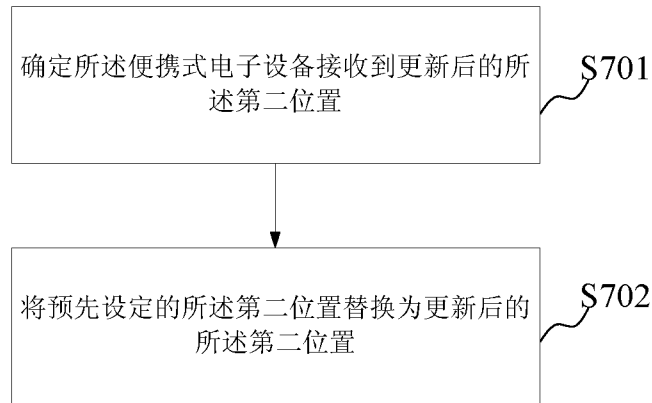 确定所述便携式电子设备接收到更新后的所
述第二位置
S701
将预先设定的所述第二位置替换为更新后的
所述第二位置
S702